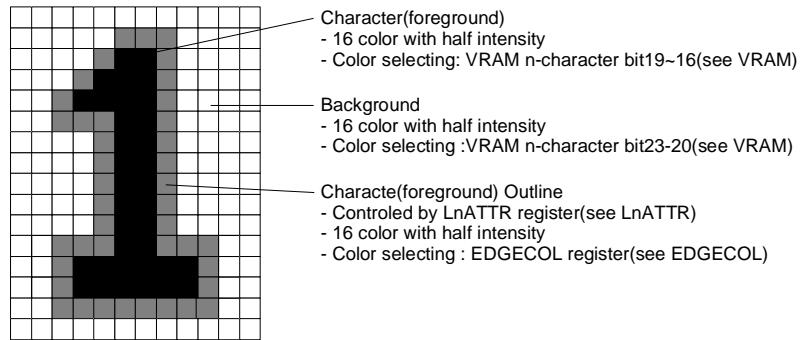 Character(foreground)
- 16 color with half intensity
- Color selecting: VRAM n-character bit19~16(see VRAM)
Background
- 16 color with half intensity
- Color selecting :VRAM n-character bit23-20(see VRAM)
Characte(foreground) Outline
- Controled by LnATTR register(see LnATTR)
- 16 color with half intensity
- Color selecting : EDGECOL register(see EDGECOL)